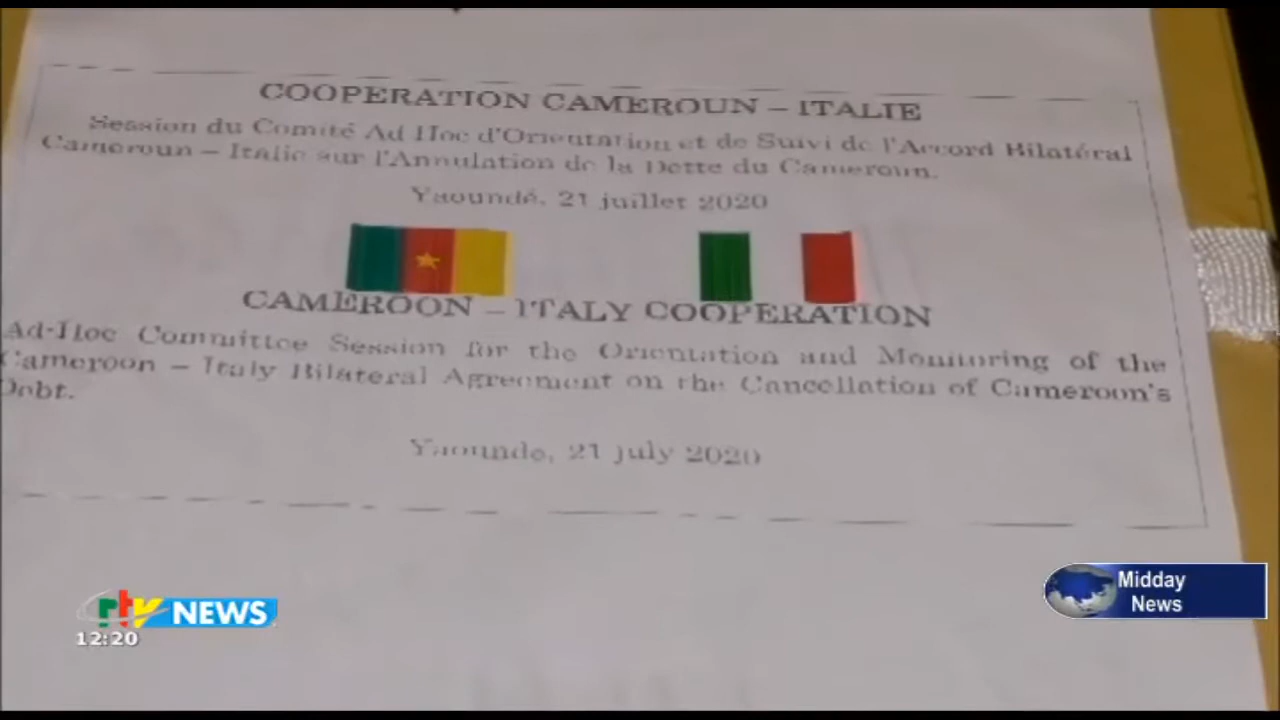 COOPERATION CAMEROUN – ITALIE
Session du Comité Ad Hoc d'Orientation et de Suivi de l'Accord Bilatéral
Cameroun – Italie sur l'Annulation de la Dette du Cameroun.
Yaoundé, 21 juillet 2020
CAMEROON – ITALY COOPERATION
Ad-Hoc Committee Session for the Orientation and Monitoring of the
Cameroon – Italy Bilateral Agreement on the Cancellation of Cameroon's
Debt.
Yaounde, 21 july 2020
rtv NEWS
12:20
Midday
News